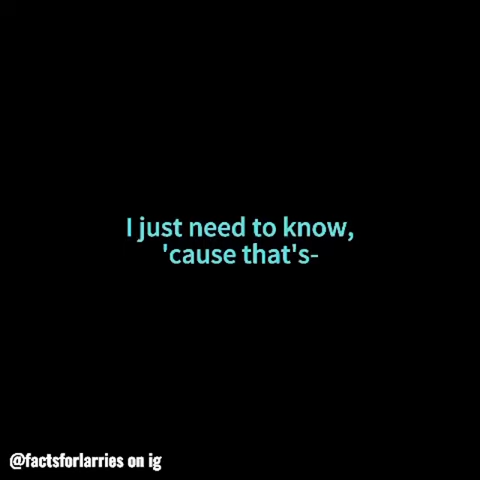 I just need to know,
'cause that's-
@factsforlarries on ig